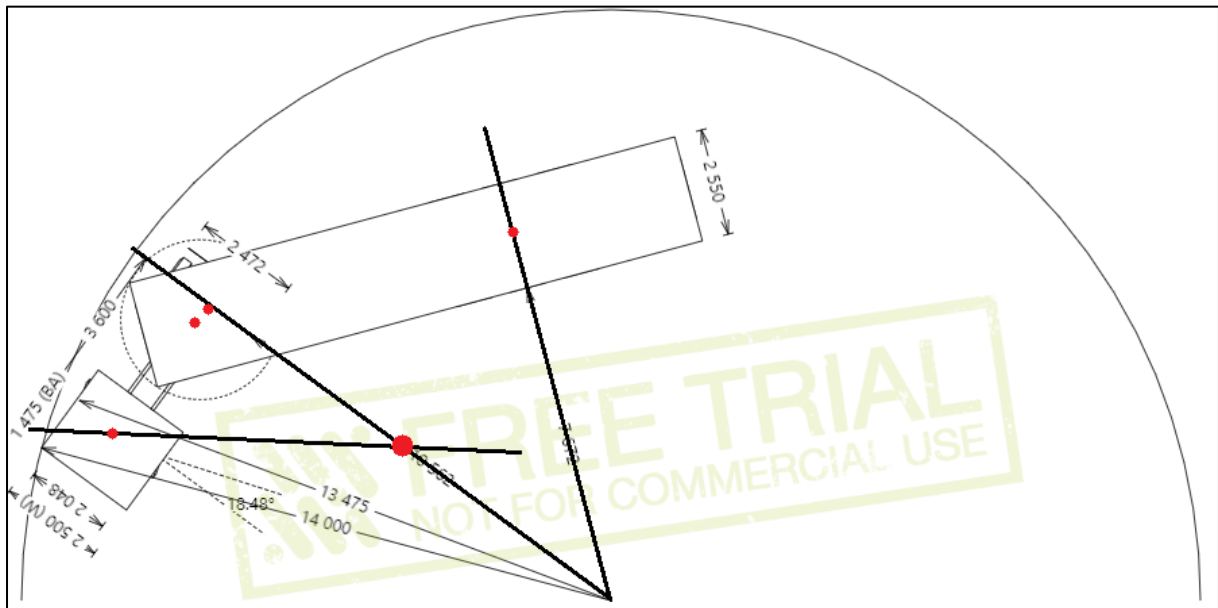 2 550
2 472
3 600
1 475 (BA)
FREE TRIAL
NOT FOR COMMERCIAL USE
13 475
18.48°
14 000
2 048
2 500 (W)